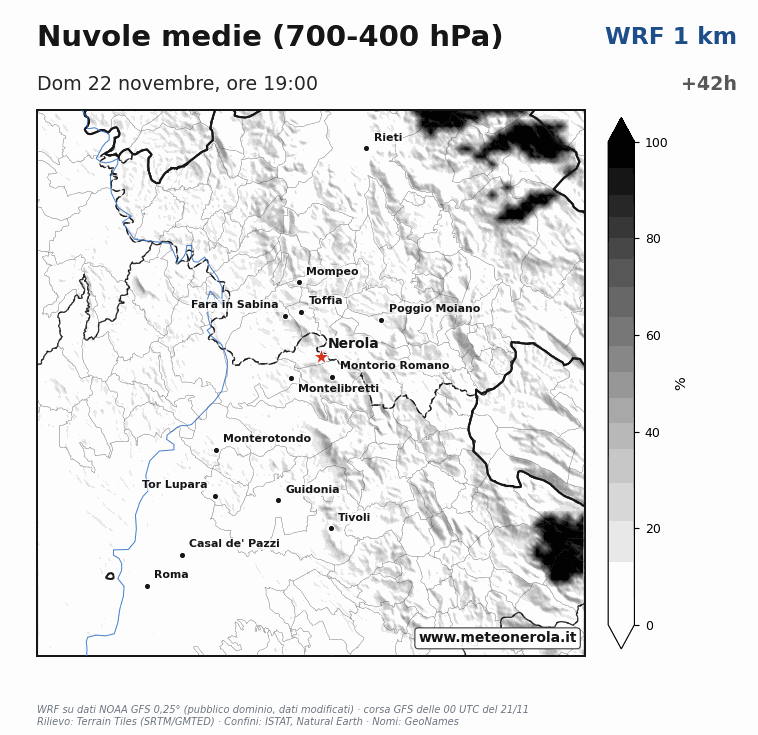 Nuvole medie (700-400 hPa)
WRF 1 km
Dom 22 novembre, ore 19:00
+42h
Rieti
Mompeo
Fara in Sabina
Toffia
Poggio Moiano
Nerola
Montorio Romano
Montelibretti
Monterotondo
Tor Lupara
Guidonia
Tivoli
Casal de' Pazzi
Roma
www.meteonerola.it
100
80
60
40
20
0
%
WRF su dati NOAA GFS 0,25° (pubblico dominio, dati modificati) · corsa GFS delle 00 UTC del 21/11
Rilievo: Terrain Tiles (SRTM/GMTED) · Confini: ISTAT, Natural Earth · Nomi: GeoNames